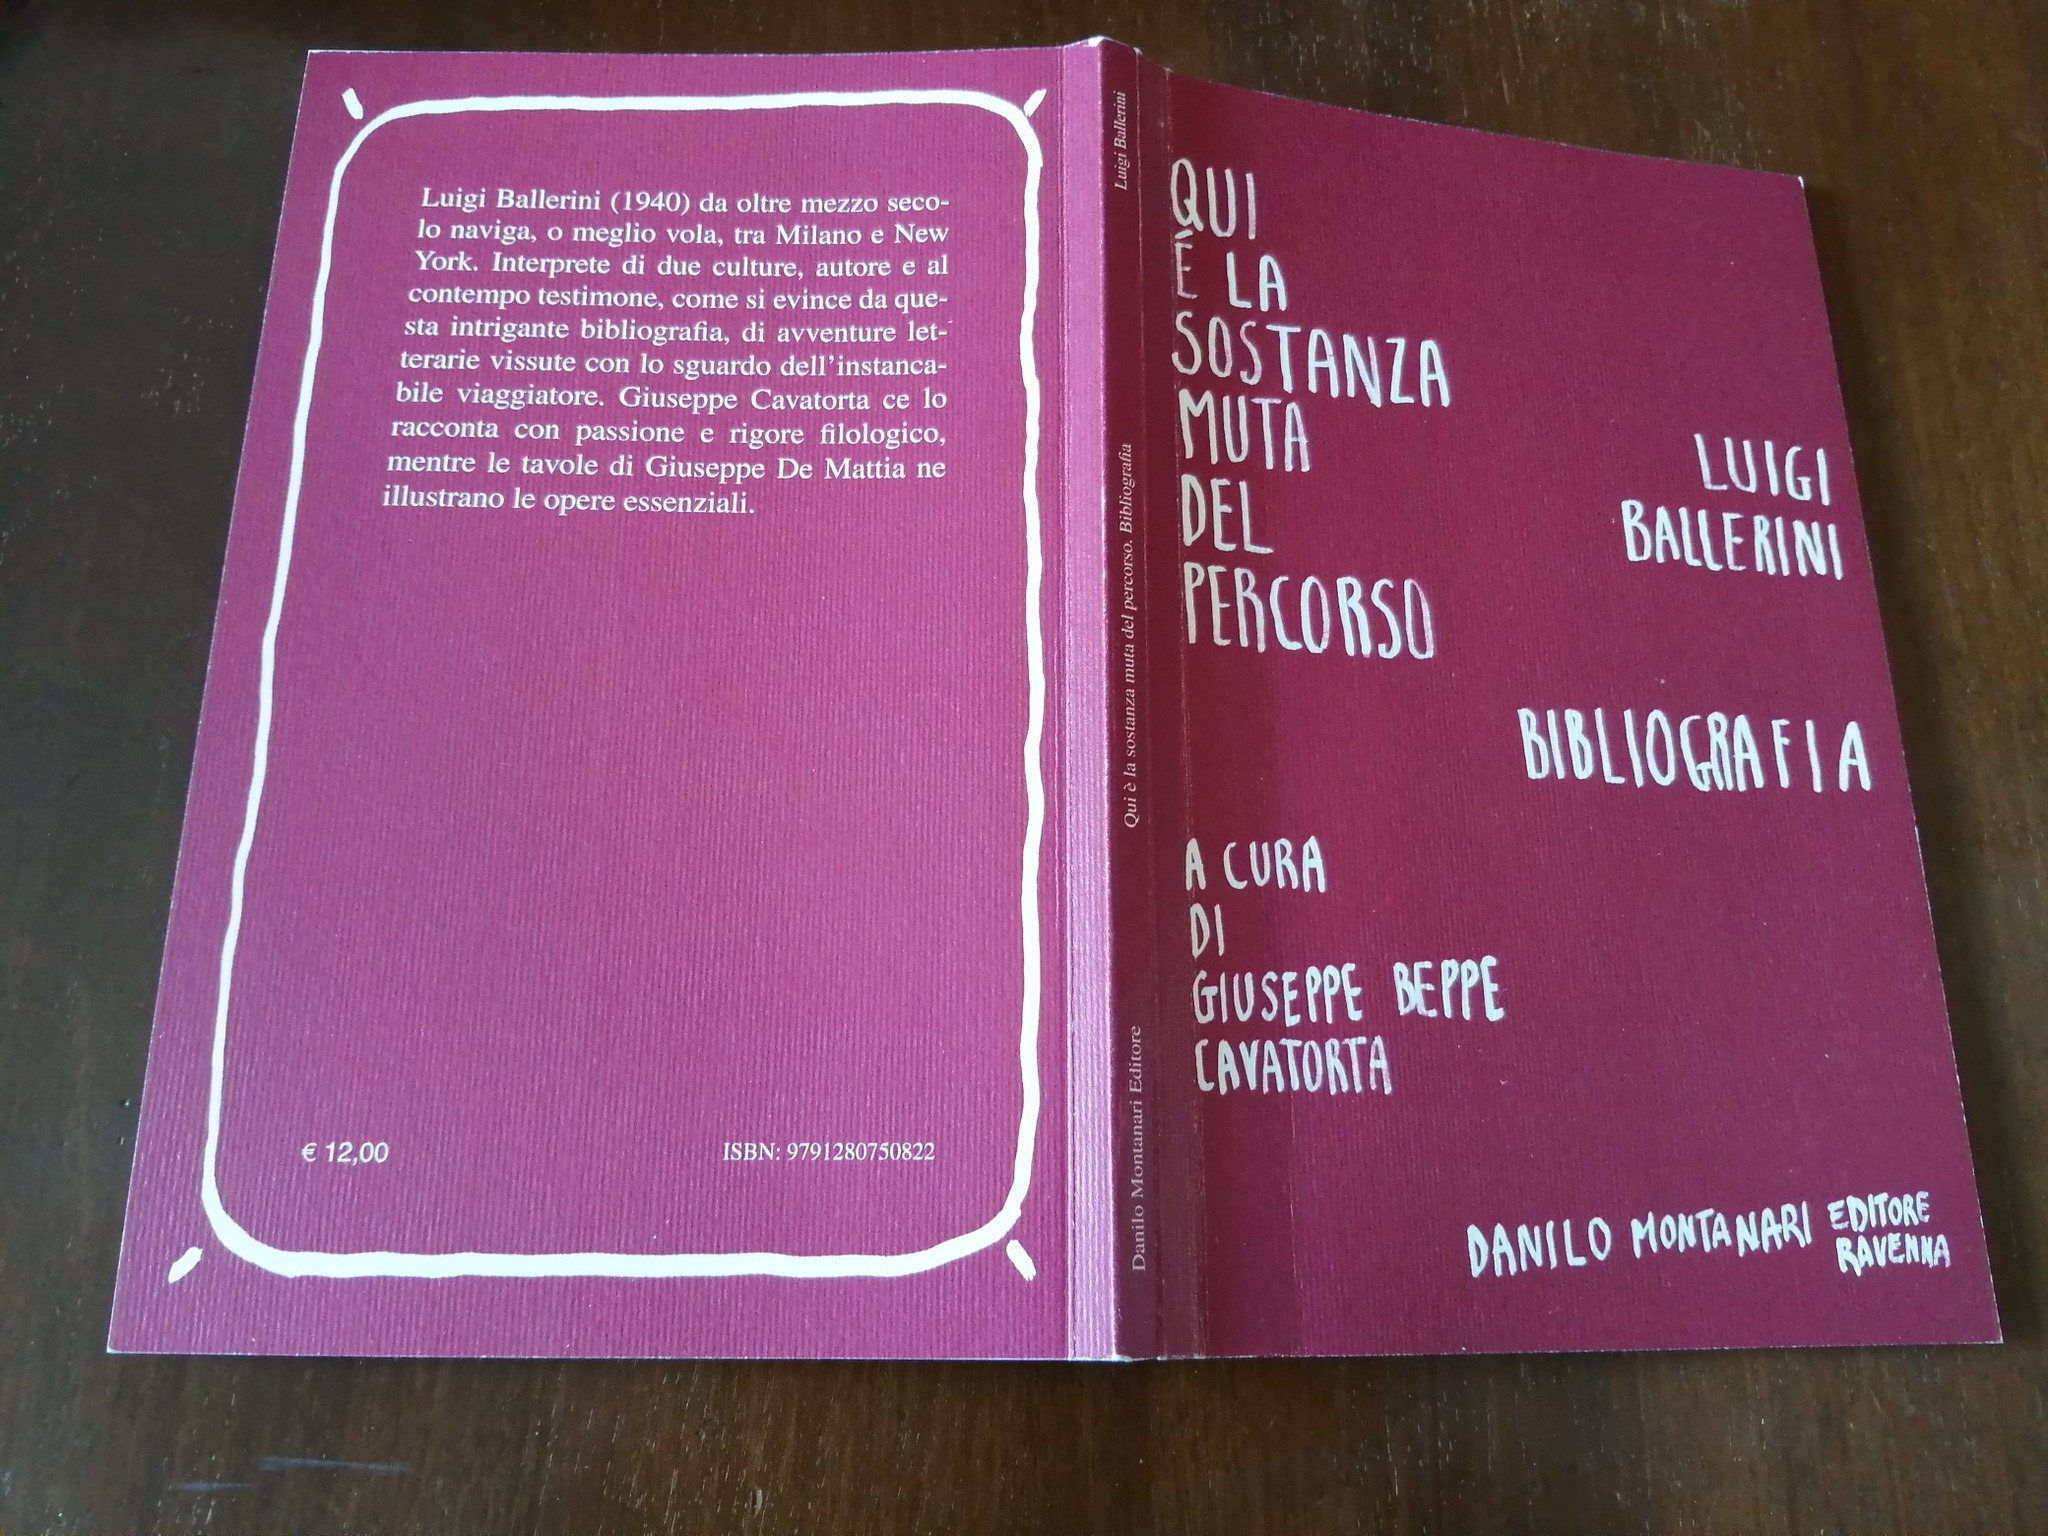 Luigi Ballerini (1940) da oltre mezzo seco-
lo naviga, o meglio vola, tra Milano e New
York. Interprete di due culture, autore e al
contempo testimone, come si evince da que-
sta intrigante bibliografia, di avventure let-
terarie vissute con lo sguardo dell'instanca-
bile viaggiatore. Giuseppe Cavatorta ce lo
racconta con passione e rigore filologico,
mentre le tavole di Giuseppe De Mattia ne
illustrano le opere essenziali.
€ 12,00
ISBN: 9791280750822
Luigi Ballerini
Qui è la sostanza muta del percorso. Bibliografia
Danilo Montanari Editore
QUI
È LA
SOSTANZA
MUTA
DEL
PERCORSO
LUIGI
BALLERINI
BIBLIOGRAFIA
A CURA
DI
GIUSEPPE BEPPE
CAVATORTA
DANILO MONTANARI EDITORE
RAVENNA